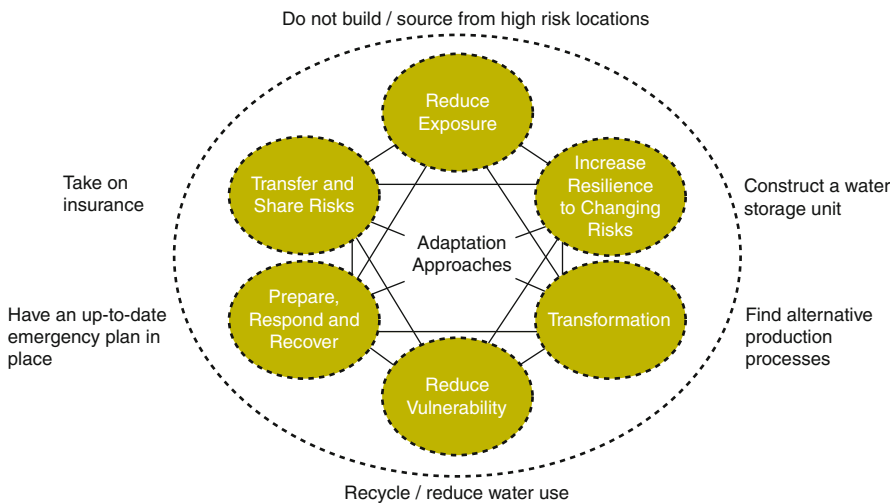 Do not build / source from high risk locations
Reduce
Exposure
Take on
insurance
Transfer and
Share Risks
Increase
Resilience
to Changing
Risks
Construct a water
storage unit
Adaptation
Approaches
Have an up-to-date
emergency plan in
place
Prepare,
Respond and
Recover
Transformation
Find alternative
production
processes
Reduce
Vulnerability
Recycle / reduce water use